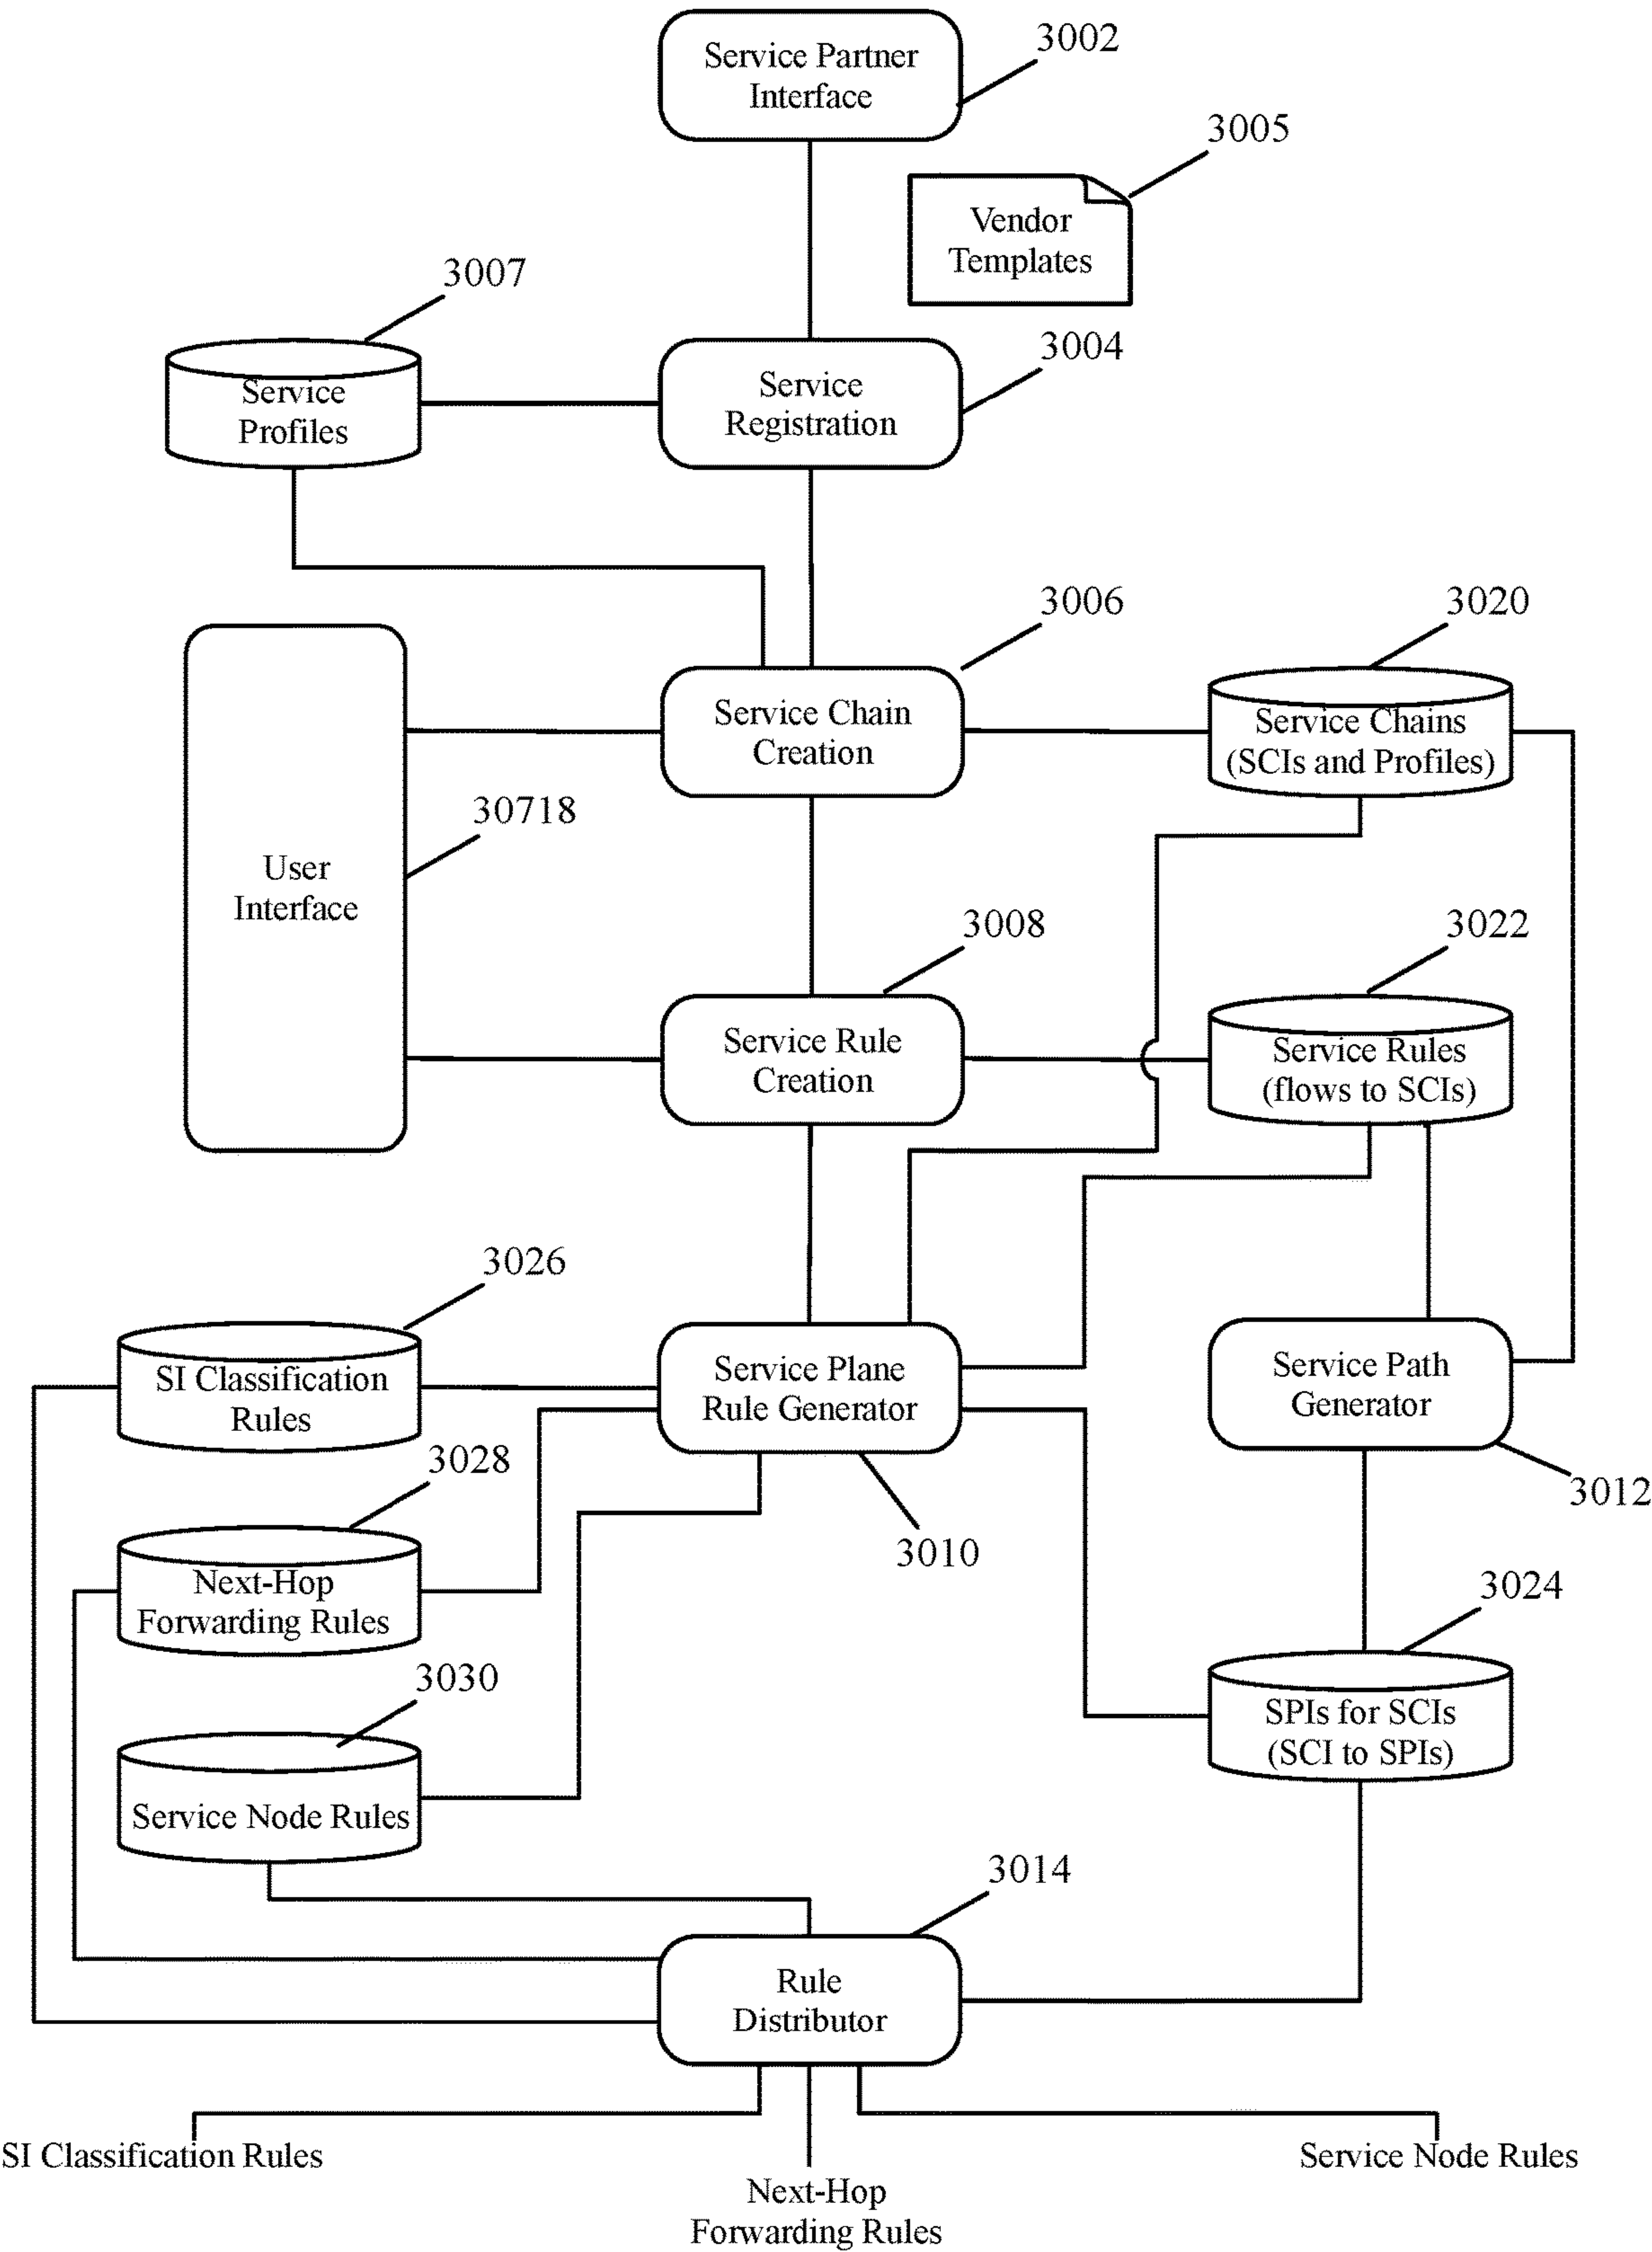 Service Partner
Interface
3002
3005
Vendor
Templates
3007
Service
Profiles
3004
Service
Registration
3006
Service Chain
Creation
3020
Service Chains
(SCIs and Profiles)
30718
User
Interface
3008
Service Rule
Creation
3022
Service Rules
(flows to SCIs)
3026
SI Classification
Rules
Service Plane
Rule Generator
3010
Service Path
Generator
3012
3028
Next-Hop
Forwarding Rules
3024
SPIs for SCIs
(SCI to SPIs)
3030
Service Node Rules
3014
Rule
Distributor
SI Classification Rules
Next-Hop
Forwarding Rules
Service Node Rules